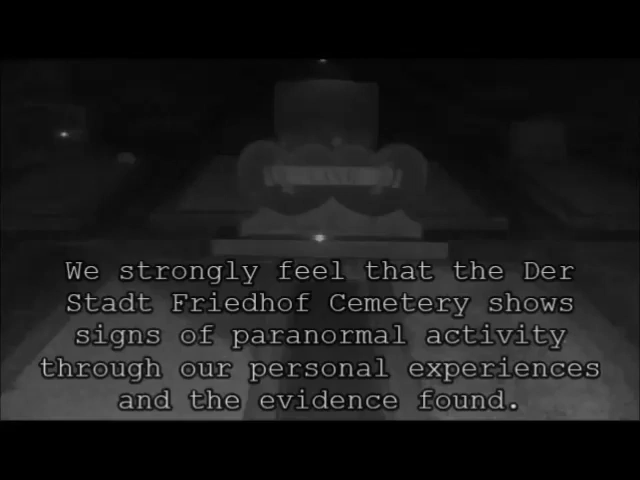 We strongly feel that the Der
Stadt Friedhof Cemetery shows
signs of paranormal activity
through our personal experiences
and the evidence found.